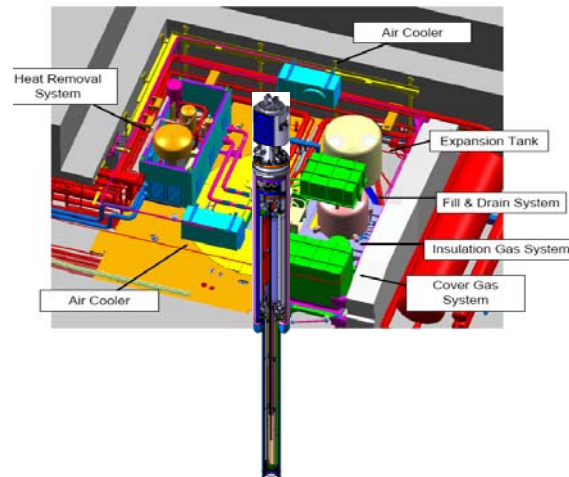 Air Cooler
Heat Removal
System
Expansion Tank
Fill & Drain System
Insulation Gas System
Cover Gas
System
Air Cooler